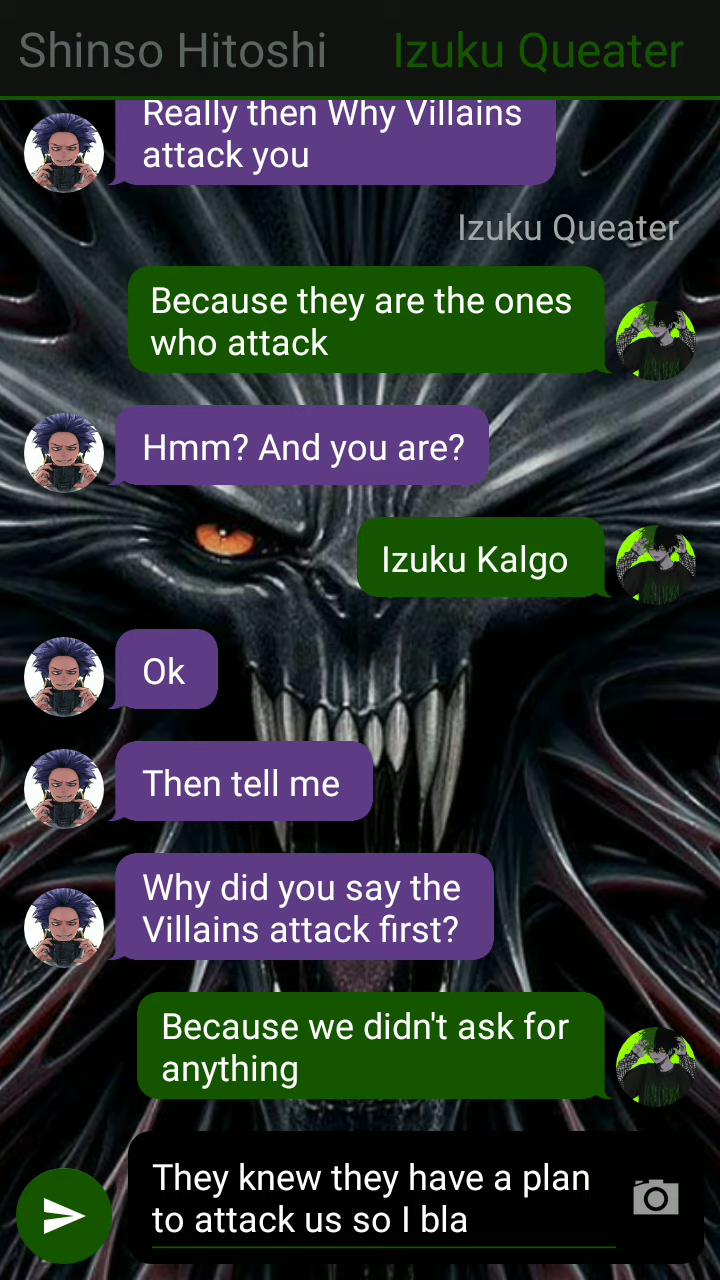 Shinso Hitoshi Izuku Queater
Really then Why Villains
attack you
Izuku Queater
Because they are the ones
who attack
Hmm? And you are?
Izuku Kalgo
Ok
Then tell me
Why did you say the
Villains attack first?
Because we didn't ask for
anything
They knew they have a plan
to attack us so I bla